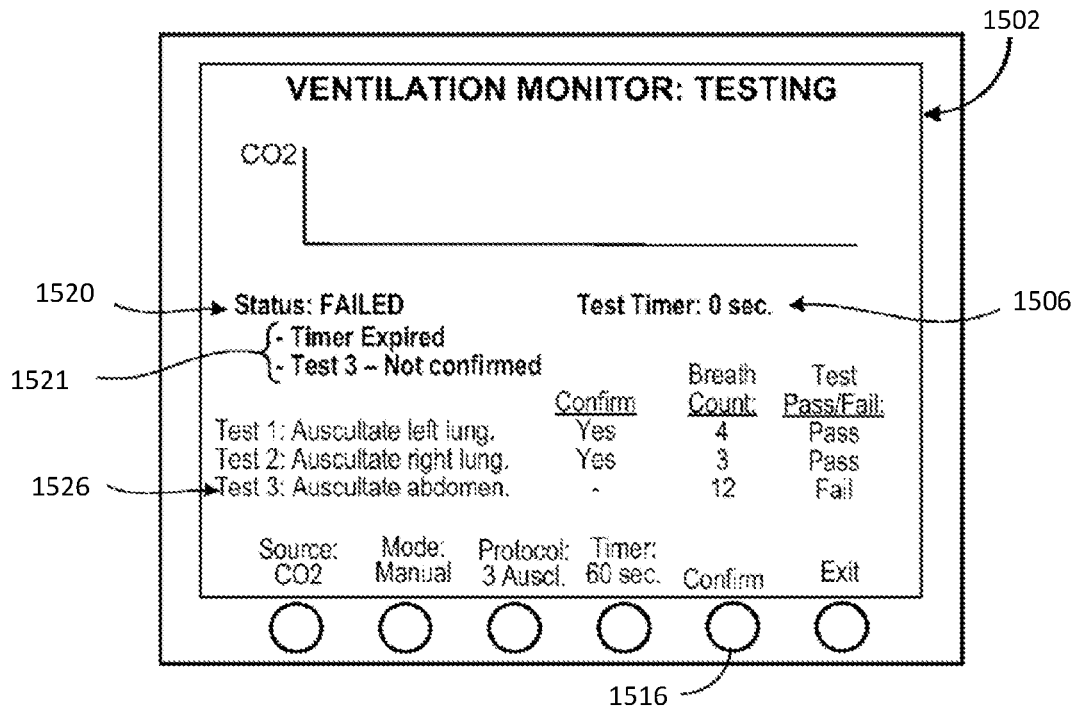 1502
VENTILATION MONITOR: TESTING
CO2
1520
Status: FAILED
Test Timer: 0 sec.
1506
- Timer Expired
- Test 3 – Not confirmed
1521
Confirm
Breath Count:
Test Pass/Fail:
Test 1: Auscultate left lung. Yes 4 Pass
Test 2: Auscultate right lung. Yes 3 Pass
1526
Test 3: Auscultate abdomen. - 12 Fail
Source: CO2
Mode: Manual
Protocol: 3 Auscl.
Timer: 60 sec.
Confirm
Exit
1516